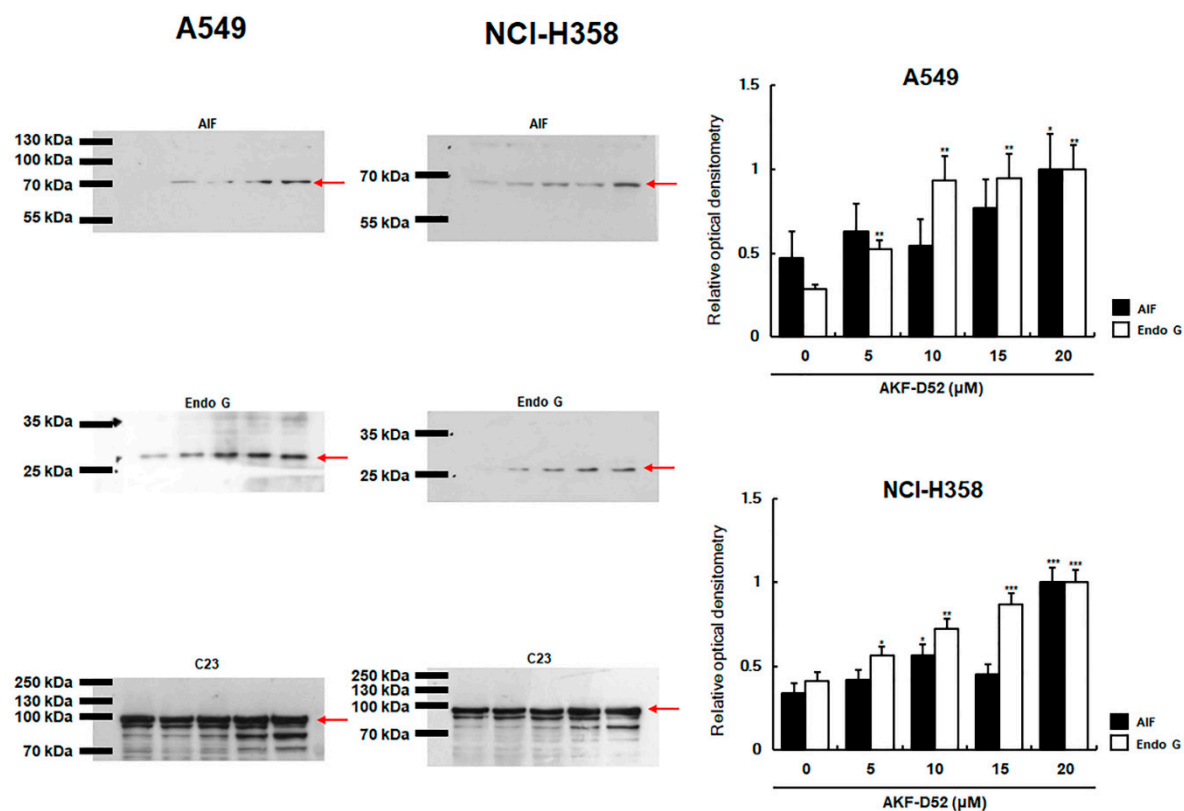 A549
AIF
130 kDa
100 kDa
70 kDa
55 kDa
Endo G
35 kDa
25 kDa
C23
250 kDa
130 kDa
100 kDa
70 kDa
NCI-H358
AIF
70 kDa
55 kDa
Endo G
35 kDa
25 kDa
C23
250 kDa
130 kDa
100 kDa
70 kDa
A549
Relative optical densitometry
1.5
1
0.5
0
** ** ** * **
0 5 10 15 20
AKF-D52 (µM)
AIF
Endo G
NCI-H358
Relative optical densitometry
1.5
1
0.5
0
* * ** *** *** ***
0 5 10 15 20
AKF-D52 (µM)
AIF
Endo G